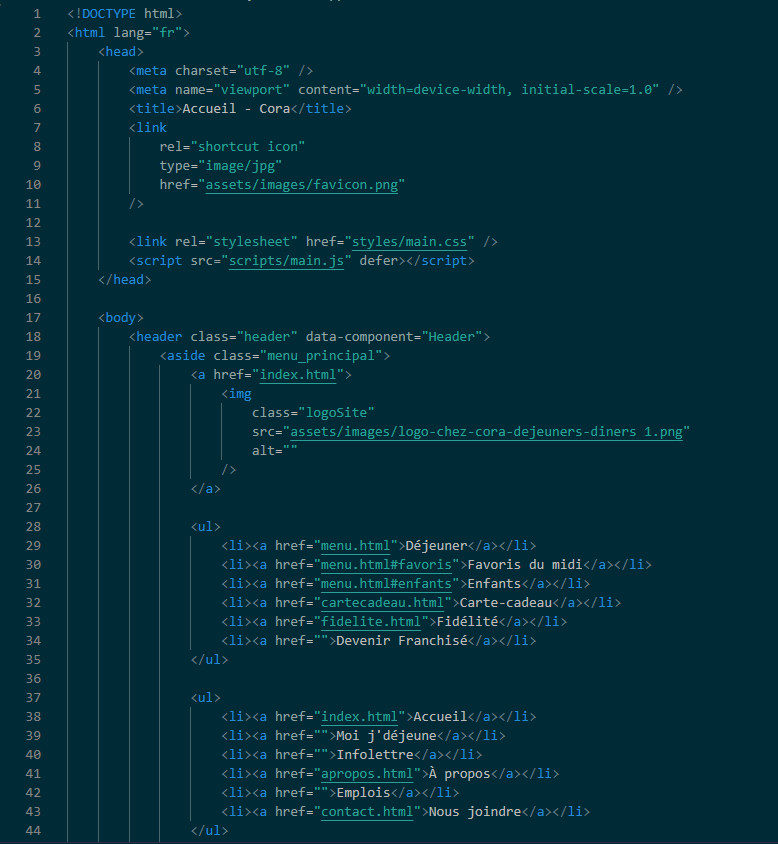 1 <!DOCTYPE html>
2 <html lang="fr">
3     <head>
4         <meta charset="utf-8" />
5         <meta name="viewport" content="width=device-width, initial-scale=1.0" />
6         <title>Accueil - Cora</title>
7         <link
8             rel="shortcut icon"
9             type="image/jpg"
10             href="assets/images/favicon.png"
11         />
12
13         <link rel="stylesheet" href="styles/main.css" />
14         <script src="scripts/main.js" defer></script>
15     </head>
16
17     <body>
18         <header class="header" data-component="Header">
19             <aside class="menu_principal">
20                 <a href="index.html">
21                     <img
22                         class="logoSite"
23                         src="assets/images/logo-chez-cora-dejeuners-diners 1.png"
24                         alt=""
25                     />
26                 </a>
27
28                 <ul>
29                     <li><a href="menu.html">Déjeuner</a></li>
30                     <li><a href="menu.html#favoris">Favoris du midi</a></li>
31                     <li><a href="menu.html#enfants">Enfants</a></li>
32                     <li><a href="cartecadeau.html">Carte-cadeau</a></li>
33                     <li><a href="fidelite.html">Fidélité</a></li>
34                     <li><a href="">Devenir Franchisé</a></li>
35                 </ul>
36
37                 <ul>
38                     <li><a href="index.html">Accueil</a></li>
39                     <li><a href="">Moi j'déjeune</a></li>
40                     <li><a href="">Infolettre</a></li>
41                     <li><a href="apropos.html">À propos</a></li>
42                     <li><a href="">Emplois</a></li>
43                     <li><a href="contact.html">Nous joindre</a></li>
44                 </ul>